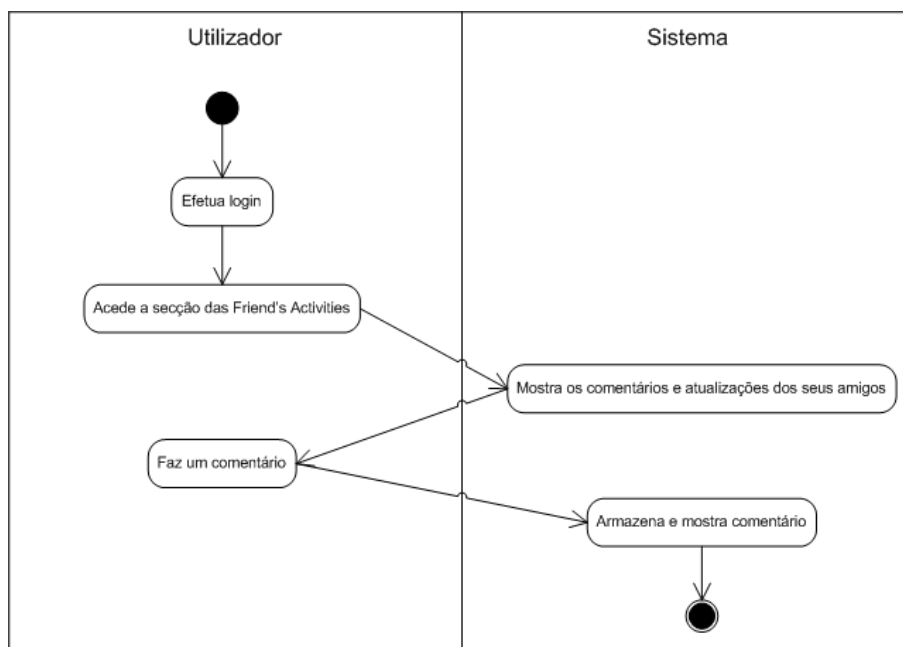 Utilizador
Sistema
Efetua login
Acede a secção das Friend's Activities
Mostra os comentários e atualizações dos seus amigos
Faz um comentário
Armazena e mostra comentário